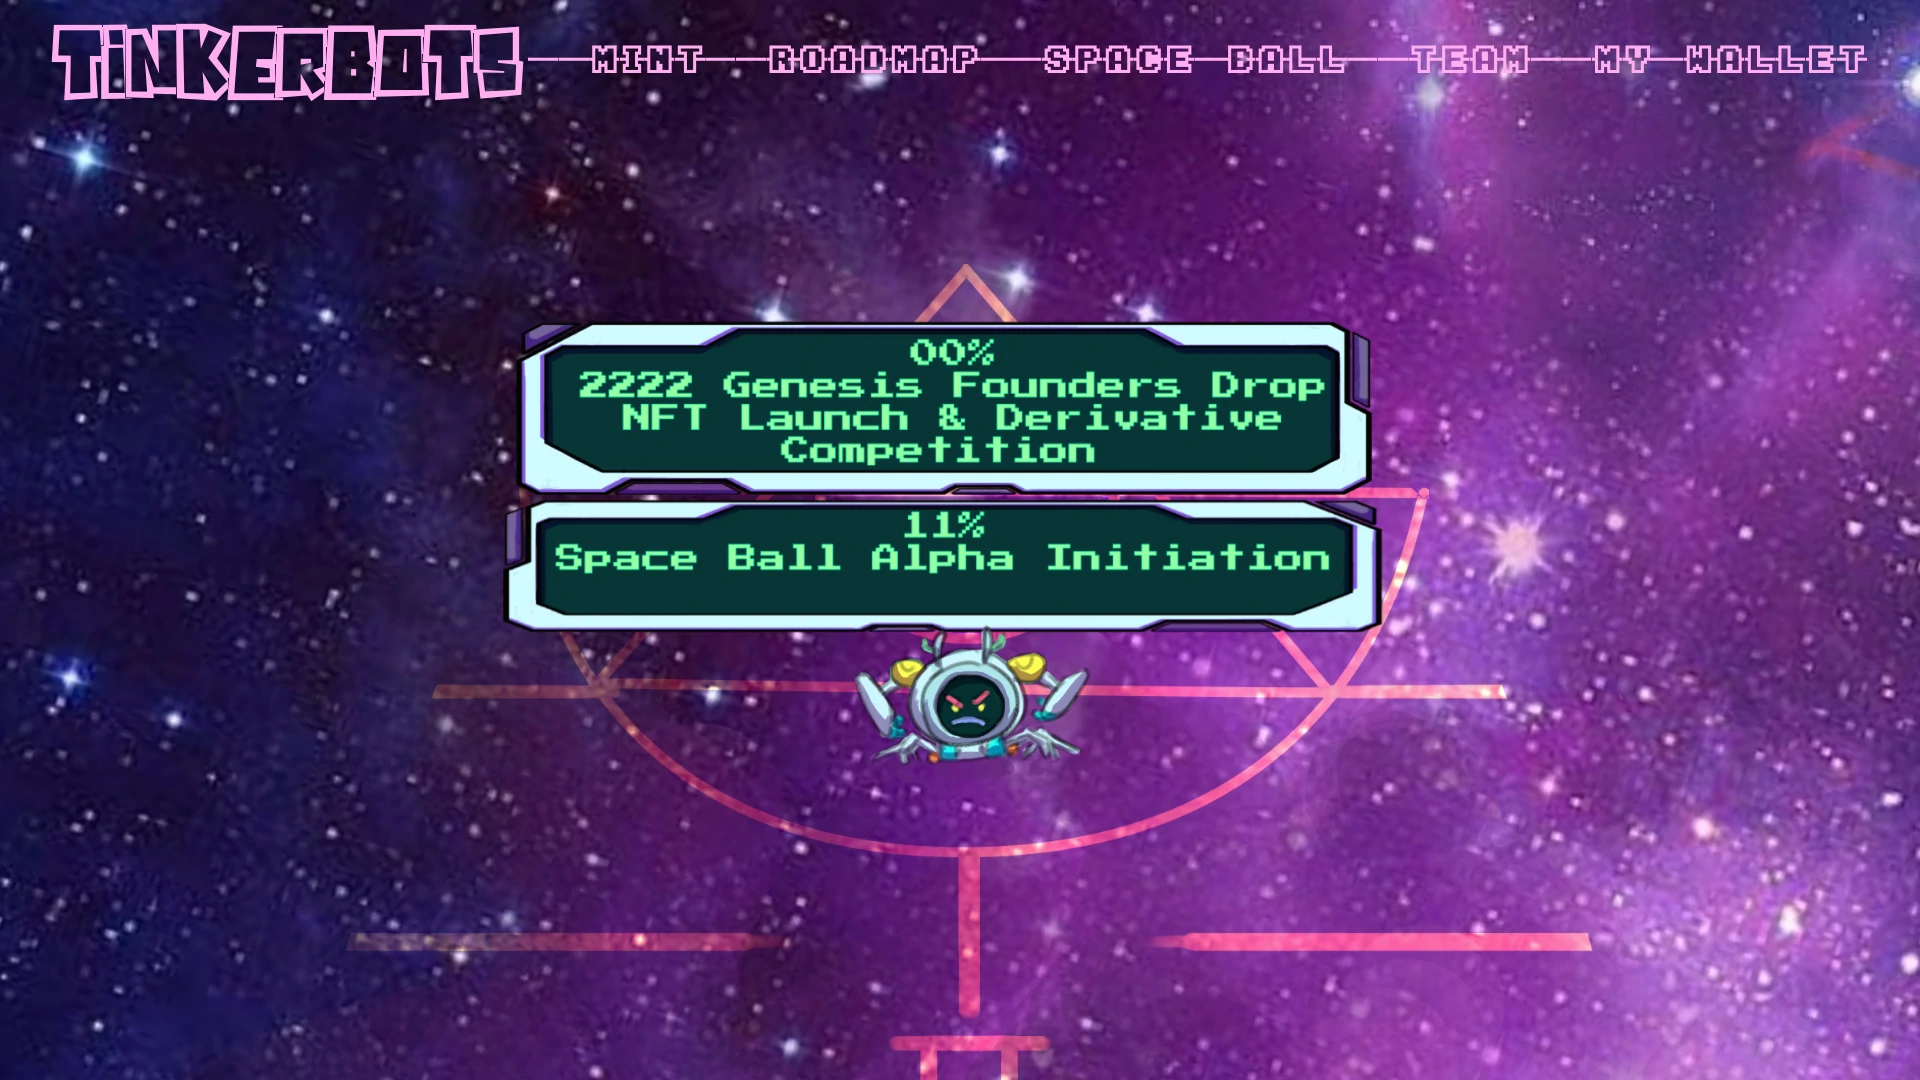 TiNKERBOTS
MINT ROADMAP SPACE BALL TEAM MY WALLET
00%
2222 Genesis Founders Drop
NFT Launch & Derivative
Competition
11%
Space Ball Alpha Initiation